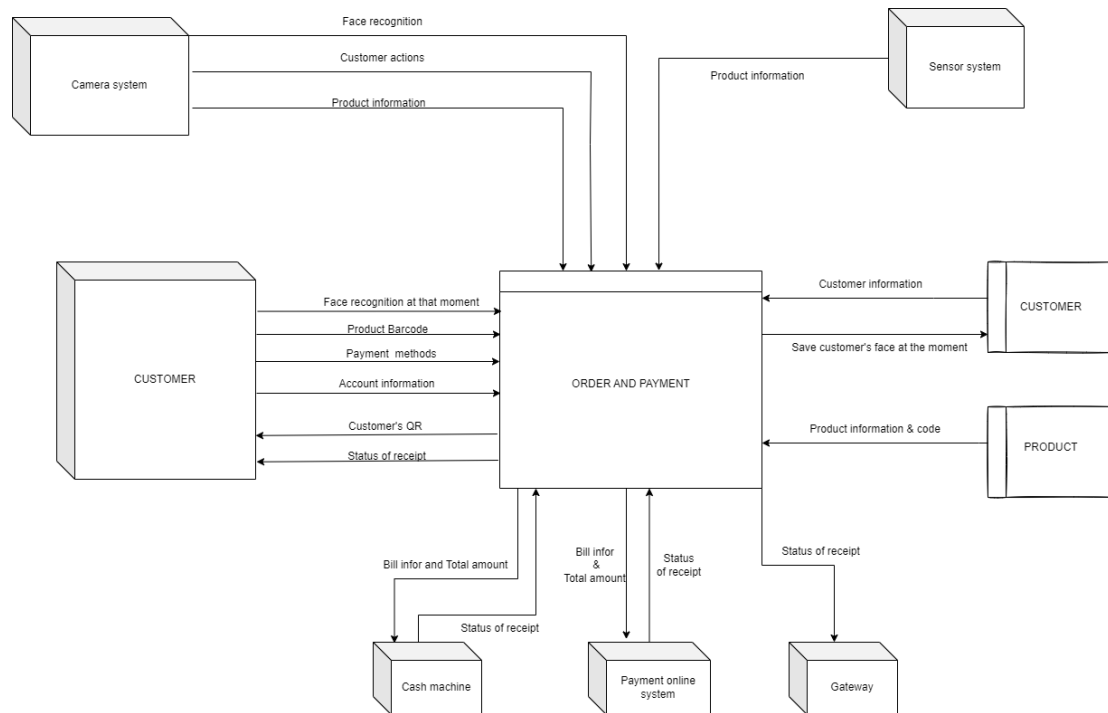 Face recognition
Camera system
Customer actions
Product information
Product information
Sensor system
CUSTOMER
Face recognition at that moment
Product Barcode
Payment methods
Account information
Customer's QR
Status of receipt
ORDER AND PAYMENT
Customer information
Save customer's face at the moment
CUSTOMER
Product information & code
PRODUCT
Bill infor and Total amount
Status of receipt
Bill infor
&
Total amount
Status
of receipt
Status of receipt
Cash machine
Payment online
system
Gateway